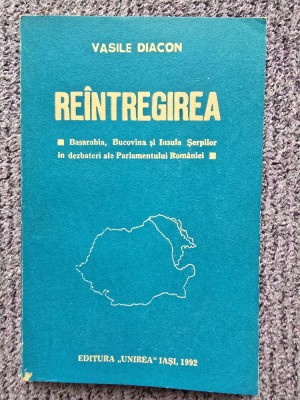 VASILE DIACON
REÎNTREGIREA
■ Basarabia, Bucovina și Insula Șerpilor
în dezbateri ale Parlamentului României ■
EDITURA „UNIREA" IAȘI, 1992